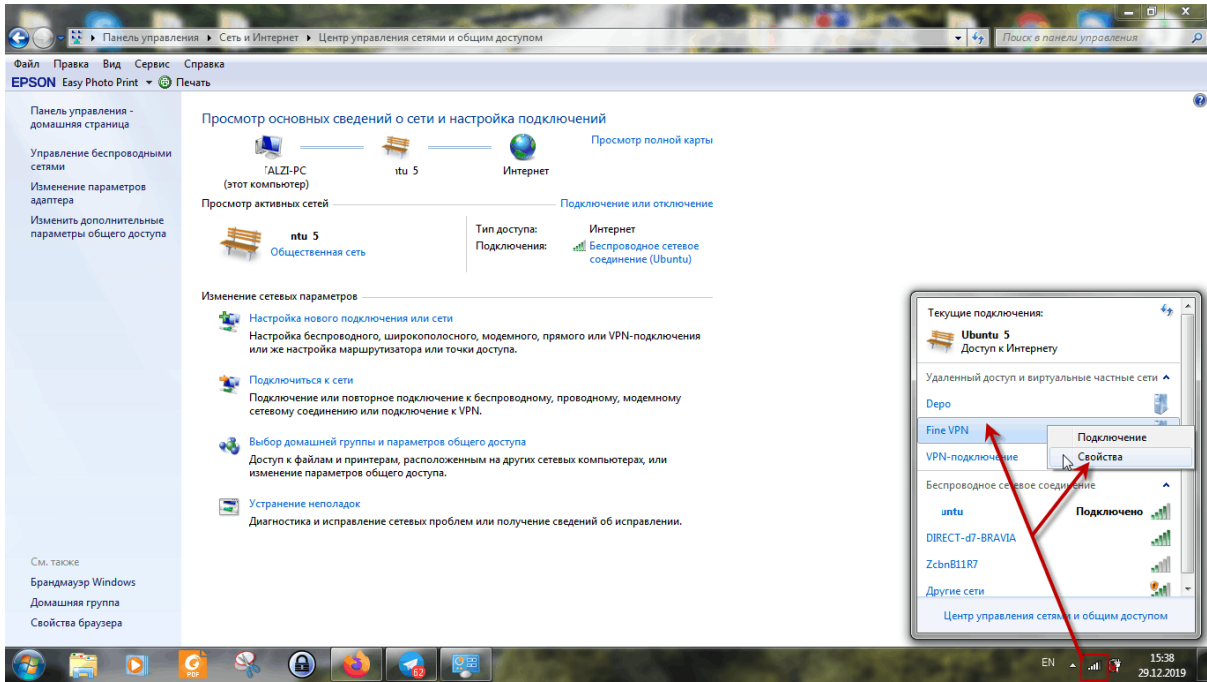 Панель управления ▸ Сеть и Интернет ▸ Центр управления сетями и общим доступом
Поиск в панели управления
Файл Правка Вид Сервис Справка
EPSON Easy Photo Print Печать
Панель управления -
домашняя страница
Управление беспроводными
сетями
Изменение параметров
адаптера
Изменить дополнительные
параметры общего доступа
См. также
Брандмауэр Windows
Домашняя группа
Свойства браузера
Просмотр основных сведений о сети и настройка подключений
Просмотр полной карты
TALZI-PC
(этот компьютер)
ntu 5
Интернет
Просмотр активных сетей
Подключение или отключение
ntu 5
Общественная сеть
Тип доступа: Интернет
Подключения: Беспроводное сетевое
соединение (Ubuntu)
Изменение сетевых параметров
Настройка нового подключения или сети
Настройка беспроводного, широкополосного, модемного, прямого или VPN-подключения
или же настройка маршрутизатора или точки доступа.
Подключиться к сети
Подключение или повторное подключение к беспроводному, проводному, модемному
сетевому соединению или подключение к VPN.
Выбор домашней группы и параметров общего доступа
Доступ к файлам и принтерам, расположенным на других сетевых компьютерах, или
изменение параметров общего доступа.
Устранение неполадок
Диагностика и исправление сетевых проблем или получение сведений об исправлении.
Текущие подключения:
Ubuntu 5
Доступ к Интернету
Удаленный доступ и виртуальные частные сети
Depo
Fine VPN
Подключение
VPN-подключение
Свойства
Беспроводное сетевое соединение
untu Подключено
DIRECT-d7-BRAVIA
ZcbnB11R7
Другие сети
Центр управления сетями и общим доступом
PDF
62
EN
15:38
29.12.2019